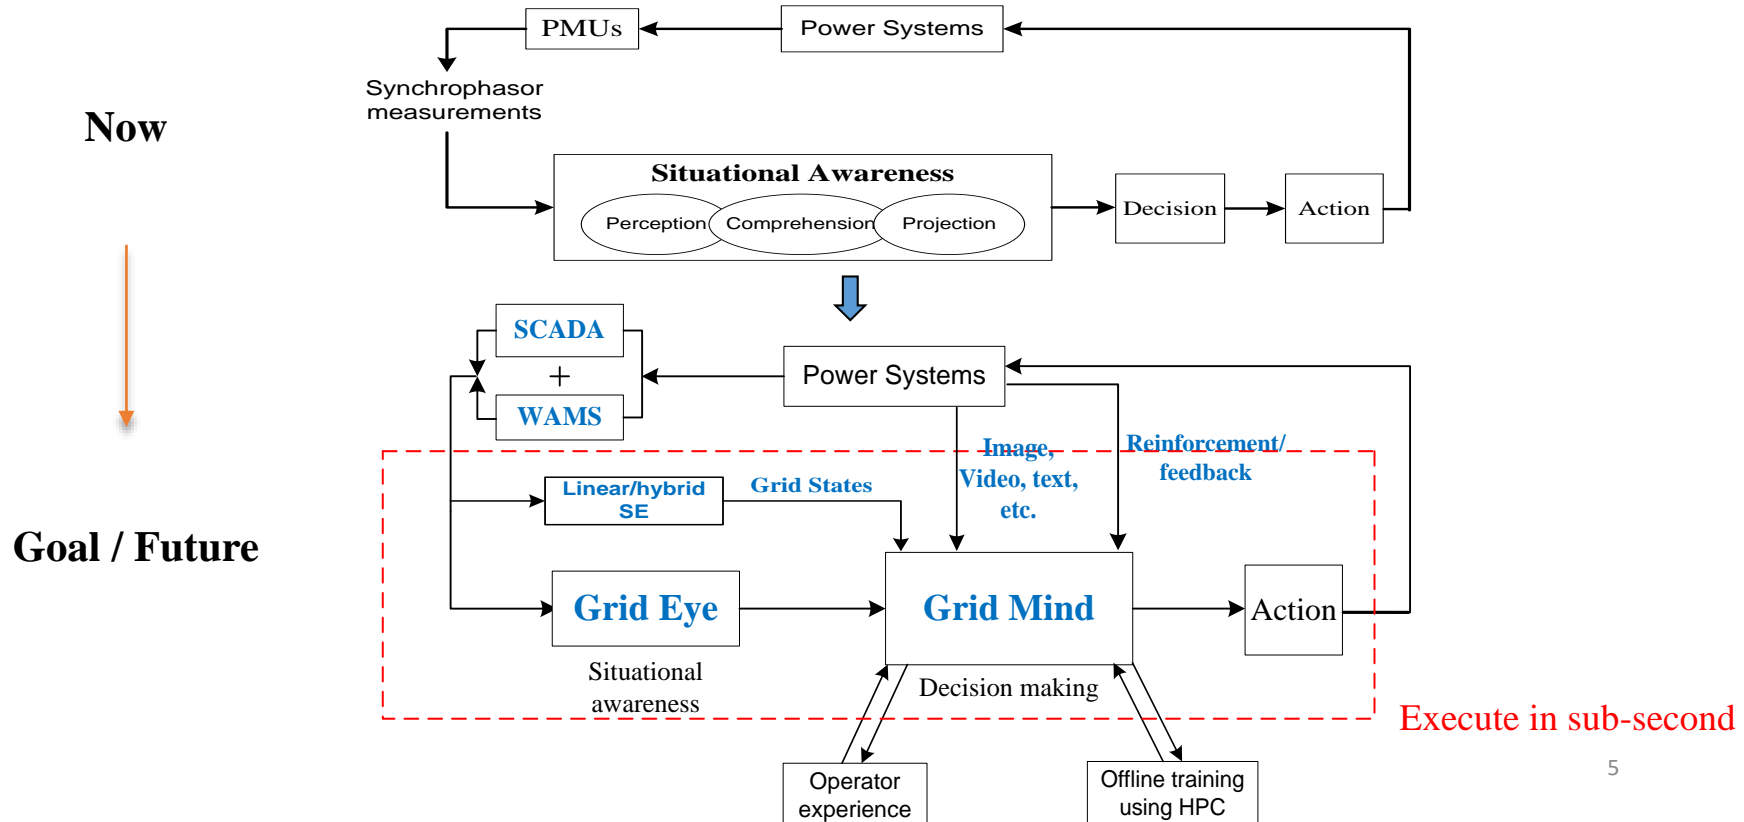 PMUs
Power Systems
Synchrophasor
measurements
Now
Situational Awareness
Perception
Comprehension
Projection
Decision
Action
SCADA
+
WAMS
Power Systems
Image,
Video, text,
etc.
Reinforcement/
feedback
Linear/hybrid
SE
Grid States
Goal / Future
Grid Eye
Grid Mind
Action
Situational
awareness
Decision making
Execute in sub-second
Operator
experience
Offline training
using HPC
5